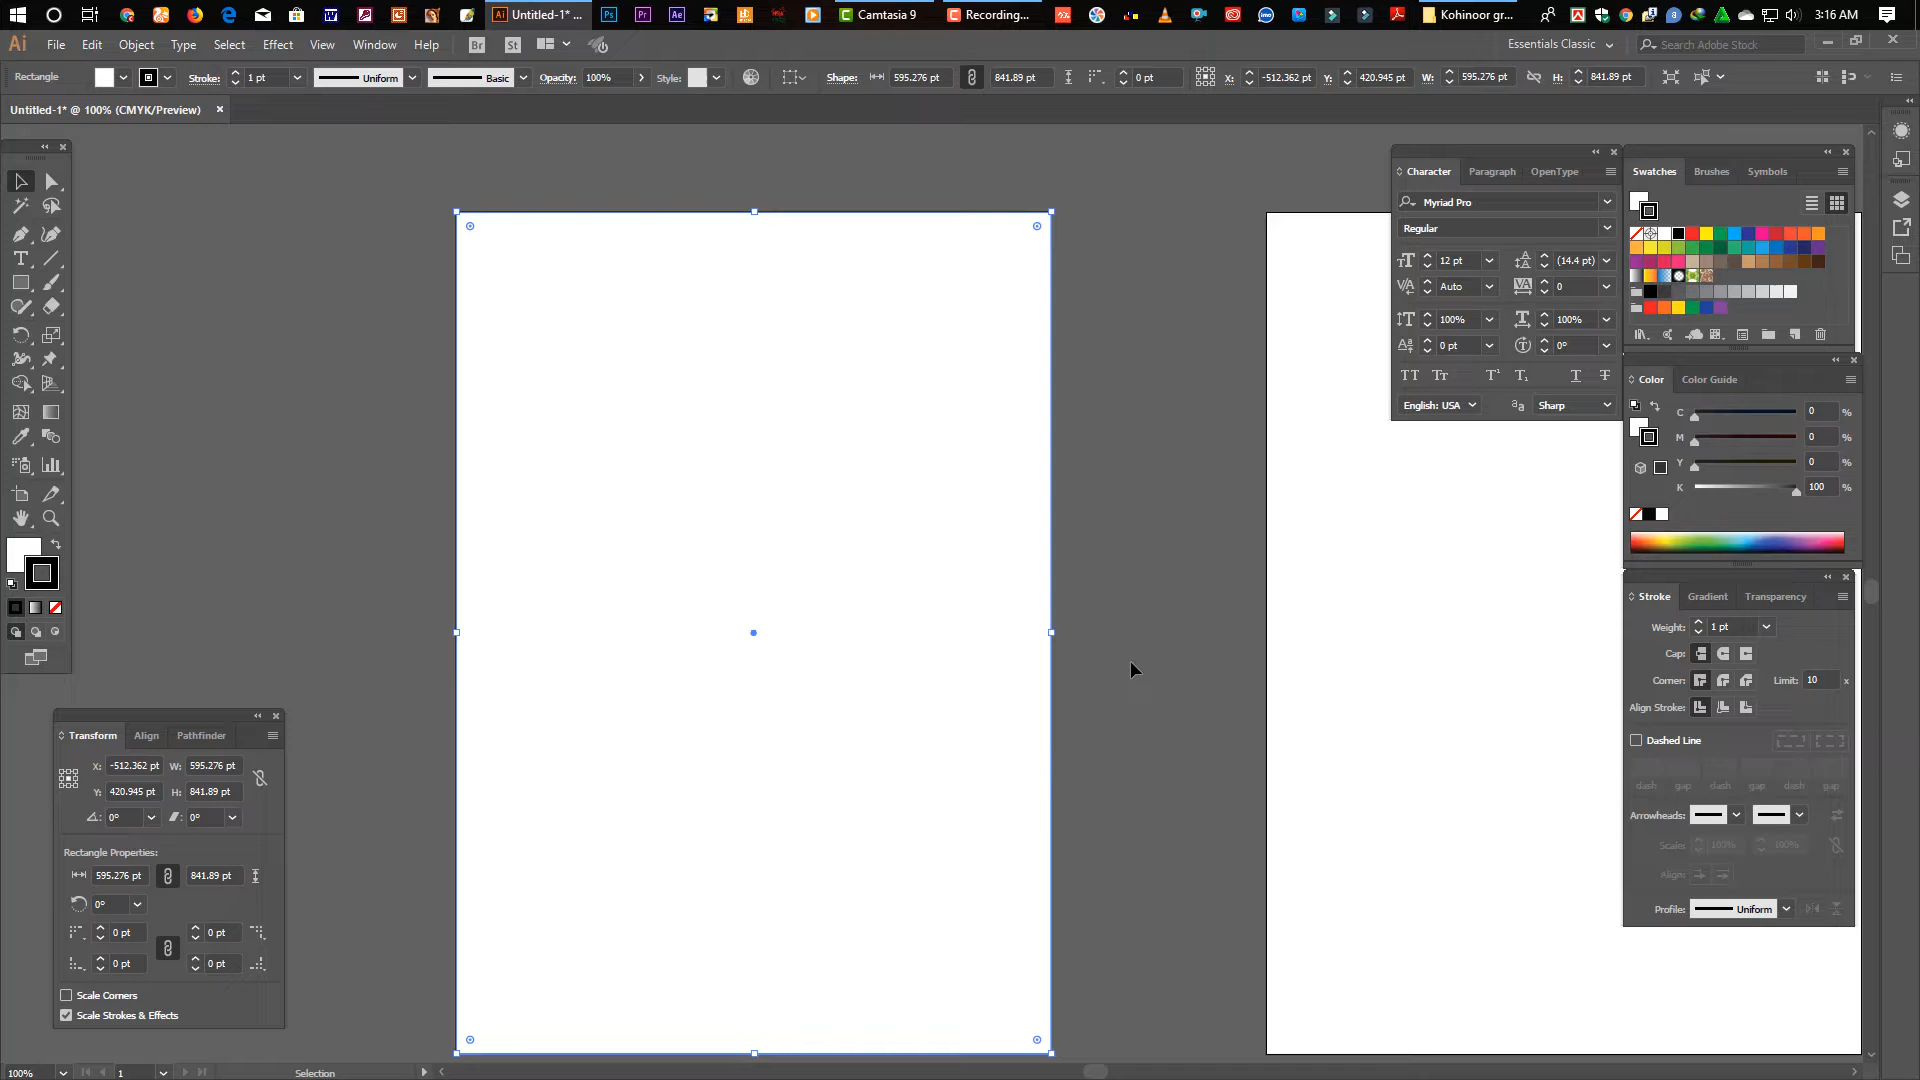 Untitled-1* ...
Camtasia 9
Recording...
Kohinoor gr...
3:16 AM
File Edit Object Type Select Effect View Window Help
Br St
Essentials Classic
Search Adobe Stock
Rectangle
Stroke: 1 pt Uniform Basic Opacity: 100% Style: Shape: 595.276 pt 841.89 pt 0 pt X: -512.362 pt Y: 420.945 pt W: 595.276 pt H: 841.89 pt
Untitled-1* @ 100% (CMYK/Preview)
Character Paragraph OpenType
Myriad Pro
Regular
12 pt (14.4 pt)
Auto 0
100% 100%
0 pt 0°
English: USA Sharp
Swatches Brushes Symbols
Color Color Guide
C 0 %
M 0 %
Y 0 %
K 100 %
Stroke Gradient Transparency
Weight: 1 pt
Cap:
Corner: Limit: 10 x
Align Stroke:
Dashed Line
dash gap dash gap dash gap
Arrowheads:
Scale: 100% 100%
Align:
Profile: Uniform
Transform Align Pathfinder
X: -512.362 pt W: 595.276 pt
Y: 420.945 pt H: 841.89 pt
0° 0°
Rectangle Properties:
595.276 pt 841.89 pt
0°
0 pt 0 pt
0 pt 0 pt
Scale Corners
Scale Strokes & Effects
100% 1 Selection